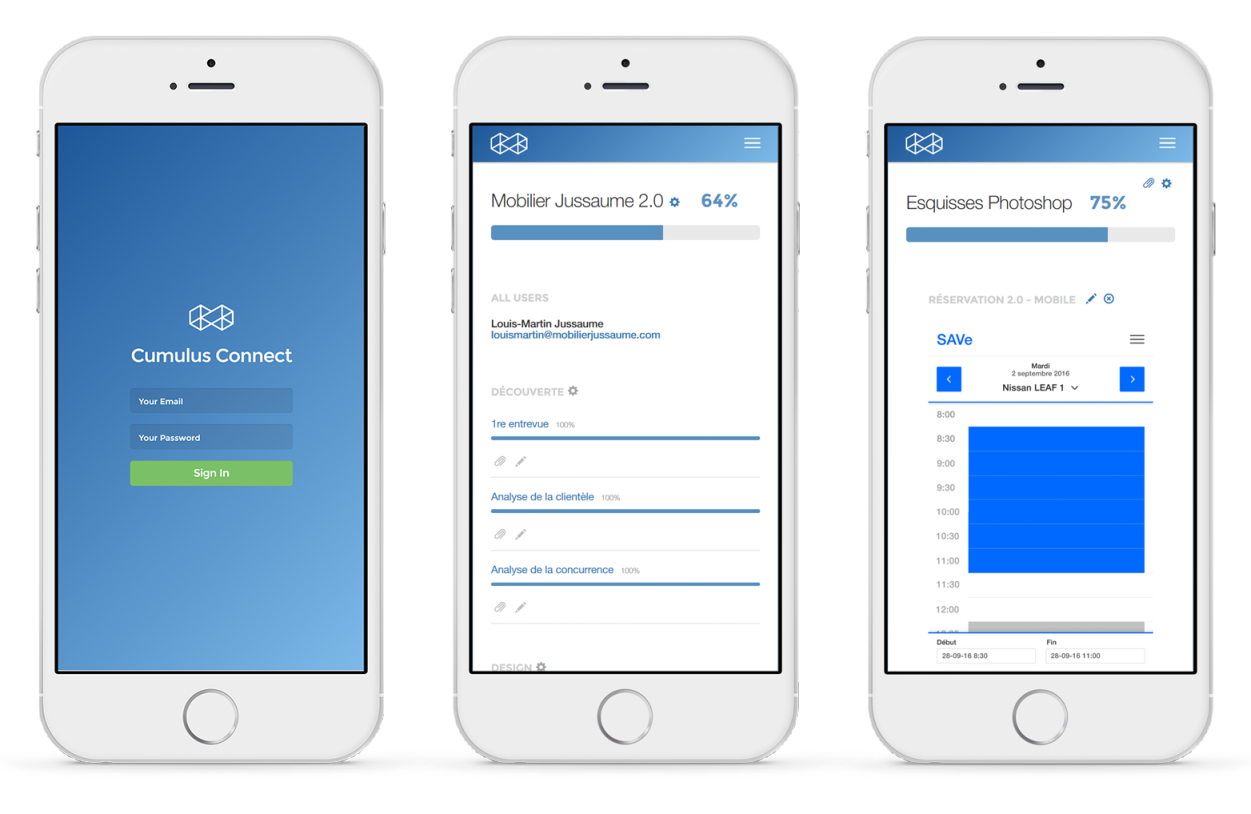 Cumulus Connect
Your Email
Your Password
Sign In
Mobilier Jussaume 2.0 64%
ALL USERS
Louis-Martin Jussaume
louismartin@mobilierjussaume.com
DÉCOUVERTE
1re entrevue 100%
Analyse de la clientèle 100%
Analyse de la concurrence 100%
DESIGN
Esquisses Photoshop 75%
RÉSERVATION 2.0 – MOBILE
SAVe
Mardi
2 septembre 2016
Nissan LEAF 1
8:00
8:30
9:00
9:30
10:00
10:30
11:00
11:30
12:00
Début Fin
28-09-16 8:30 28-09-16 11:00